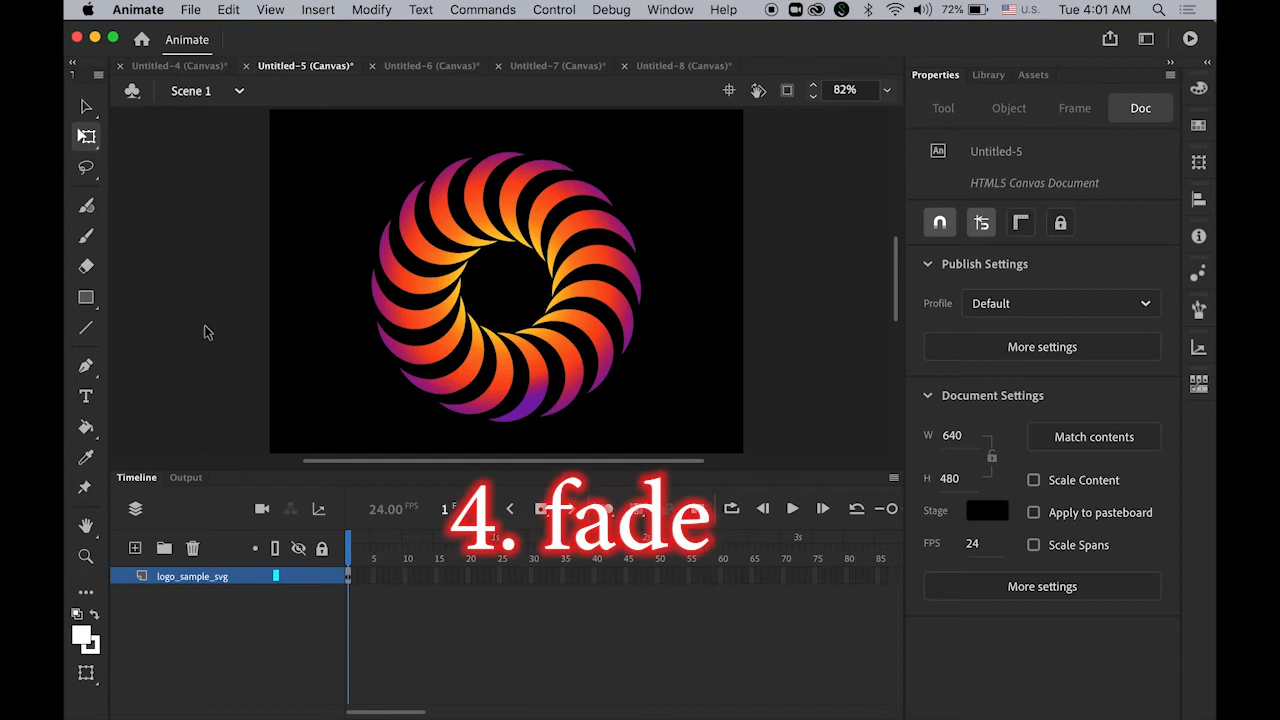 Animate File Edit View Insert Modify Text Commands Control Debug Window Help 72% U.S. Tue 4:01 AM
Animate
Untitled-4 (Canvas)* Untitled-5 (Canvas)* Untitled-6 (Canvas)* Untitled-7 (Canvas)* Untitled-8 (Canvas)*
Scene 1 82%
Properties Library Assets
Tool Object Frame Doc
An Untitled-5
HTML5 Canvas Document
Publish Settings
Profile Default
More settings
Document Settings
W 640 Match contents
H 480 Scale Content
Stage Apply to pasteboard
FPS 24 Scale Spans
More settings
Timeline Output
24.00 FPS 1
4. fade
1s 3s
5 10 15 20 25 30 35 40 45 50 55 60 65 70 75 80 85
logo_sample_svg